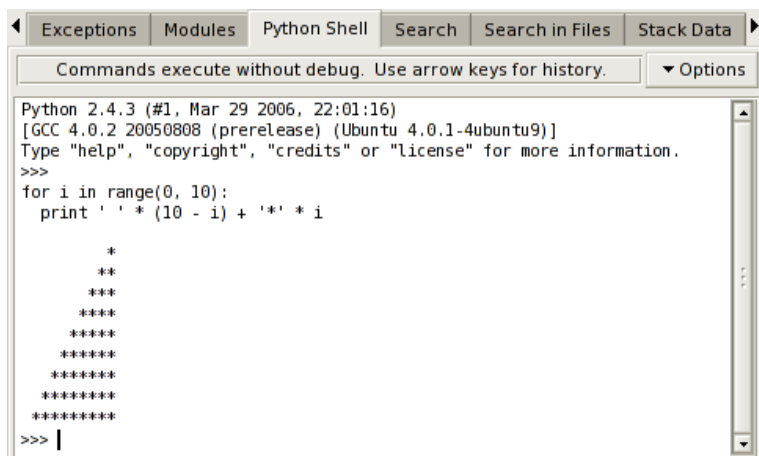 Exceptions Modules Python Shell Search Search in Files Stack Data
Commands execute without debug. Use arrow keys for history. Options
Python 2.4.3 (#1, Mar 29 2006, 22:01:16)
[GCC 4.0.2 20050808 (prerelease) (Ubuntu 4.0.1-4ubuntu9)]
Type "help", "copyright", "credits" or "license" for more information.
>>>
for i in range(0, 10):
  print ' ' * (10 - i) + '*' * i

         *
        **
       ***
      ****
     *****
    ******
   *******
  ********
 *********
>>>